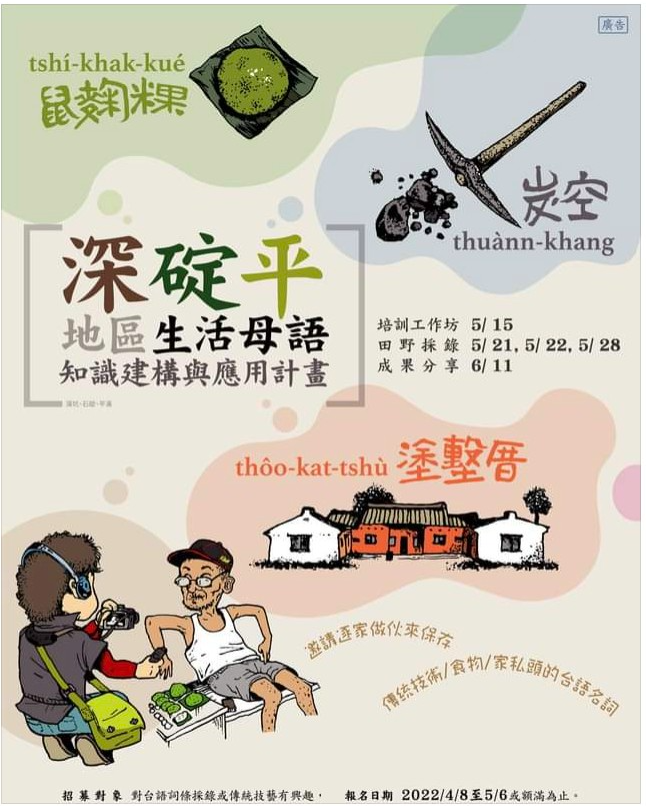 廣告
tshí-khak-kué
鼠麴粿
炭空
thuànn-khang
深碇平
地區生活母語
知識建構與應用計畫
深坑·石碇·平溪
培訓工作坊 5/ 15
田野採錄 5/ 21, 5/ 22, 5/ 28
成果分享 6/ 11
thôo-kat-tshù 塗墼厝
邀請逐家做伙來保存
傳統技術/食物/家私頭的台語名詞
招募對象 對台語詞條採錄或傳統技藝有興趣， 報名日期 2022/4/8至5/6或額滿為止。